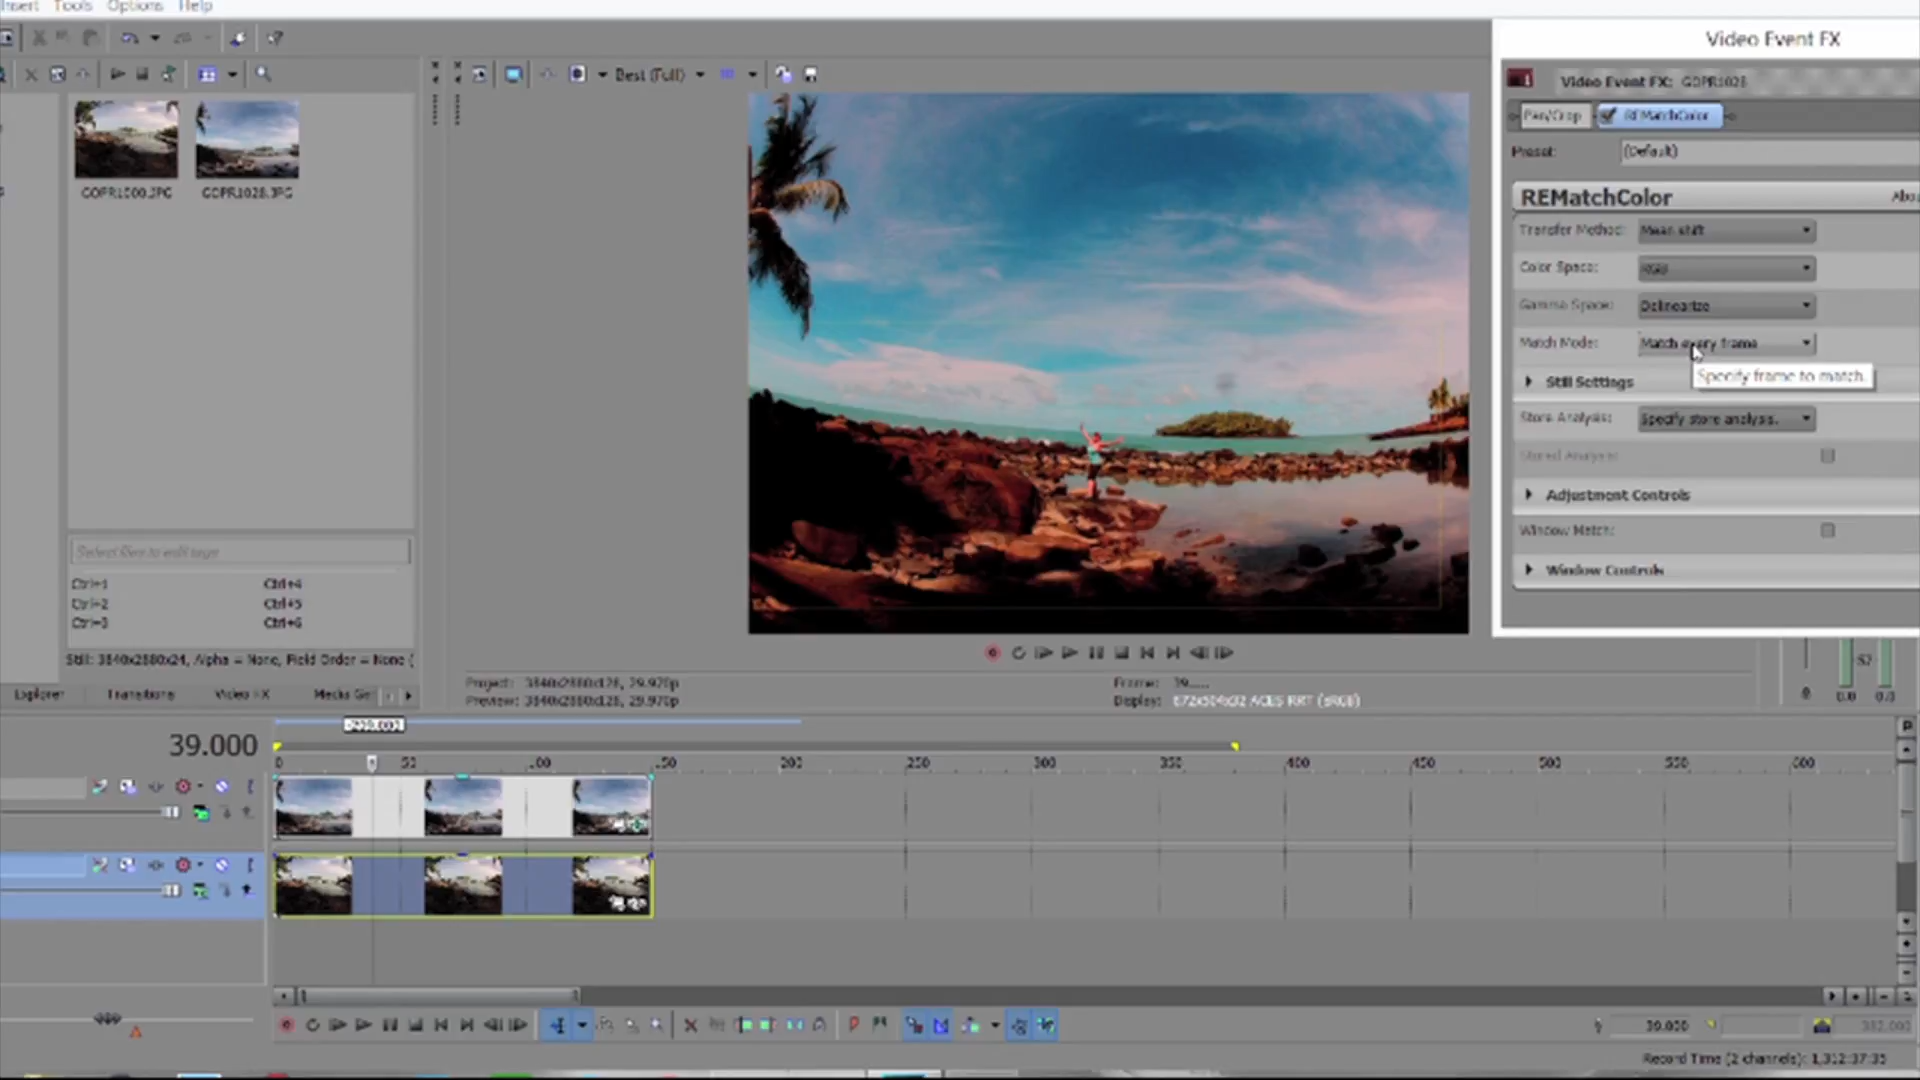 Insert Tools Options Help
Best (Full)
Video Event FX
Video Event FX: GOPR1028
Pan/Crop
REMatchColor
Preset:
(Default)
REMatchColor
Transfer Method:
Mean shift
Color Space:
RGB
Gamma Space:
Delinearize
Match Mode:
Match every frame
Specify frame to match.
Still Settings
Store Analysis:
Specify store analysis.
Stored Analysis:
Adjustment Controls
Window Match:
Window Controls
GOPR1000.JPG
GOPR1028.JPG
Select files to edit tags
Ctrl+1
Ctrl+4
Ctrl+2
Ctrl+5
Ctrl+3
Ctrl+6
Still: 3840x2880x24, Alpha = None, Field Order = None (
Explorer
Transitions
Video FX
Media Ge
Project: 3840x2880x128, 29.970p
Preview: 3840x2880x128, 29.970p
Frame: 39
Display: 672x504x32 ACES RRT (sRGB)
0.0
0.0
39.000
0
200
250
300
350
400
450
500
550
600
39.000
382.000
Record Time (2 channels): 1,312:37:35